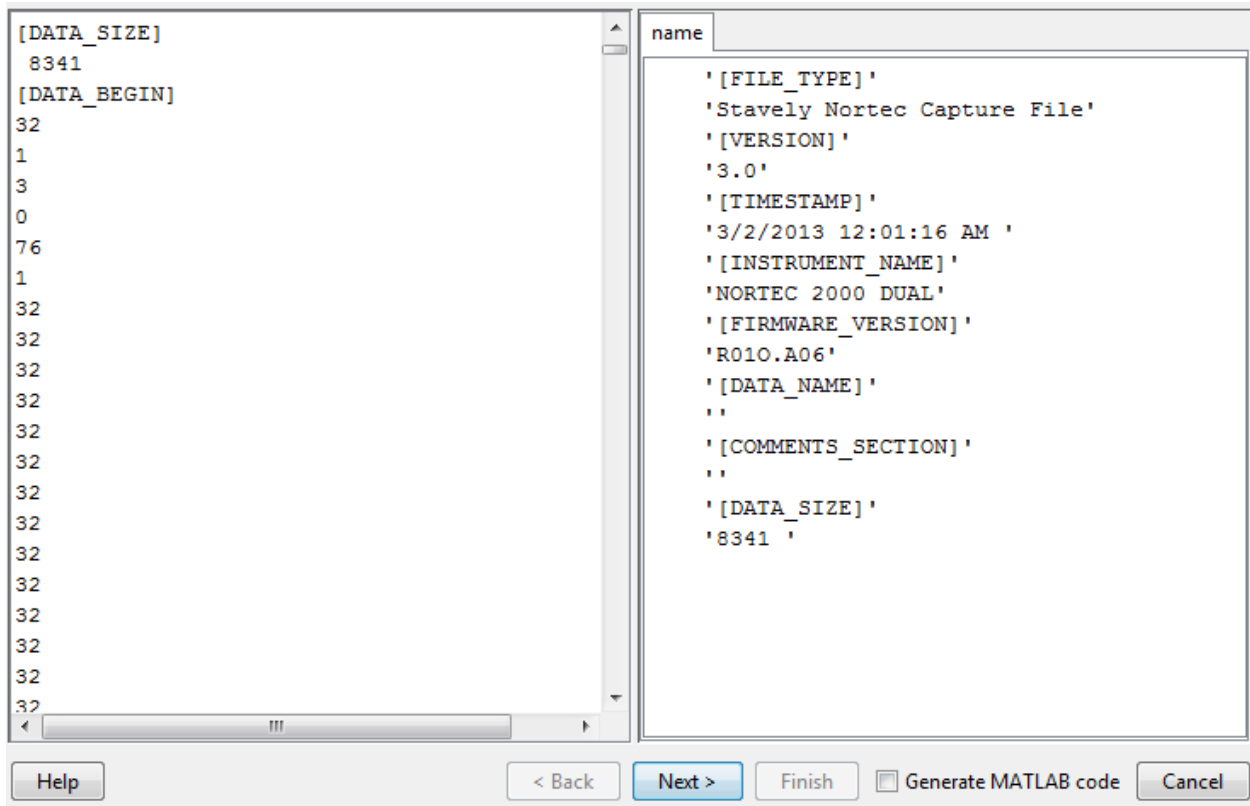 [DATA_SIZE]
8341
[DATA_BEGIN]
32
1
3
0
76
1
32
32
32
32
32
32
32
32
32
32
32
32
32
32
name
'[FILE_TYPE]'
'Stavely Nortec Capture File'
'[VERSION]'
'3.0'
'[TIMESTAMP]'
'3/2/2013 12:01:16 AM '
'[INSTRUMENT_NAME]'
'NORTEC 2000 DUAL'
'[FIRMWARE_VERSION]'
'R01O.A06'
'[DATA_NAME]'
''
'[COMMENTS_SECTION]'
''
'[DATA_SIZE]'
'8341 '
Help < Back Next > Finish Generate MATLAB code Cancel